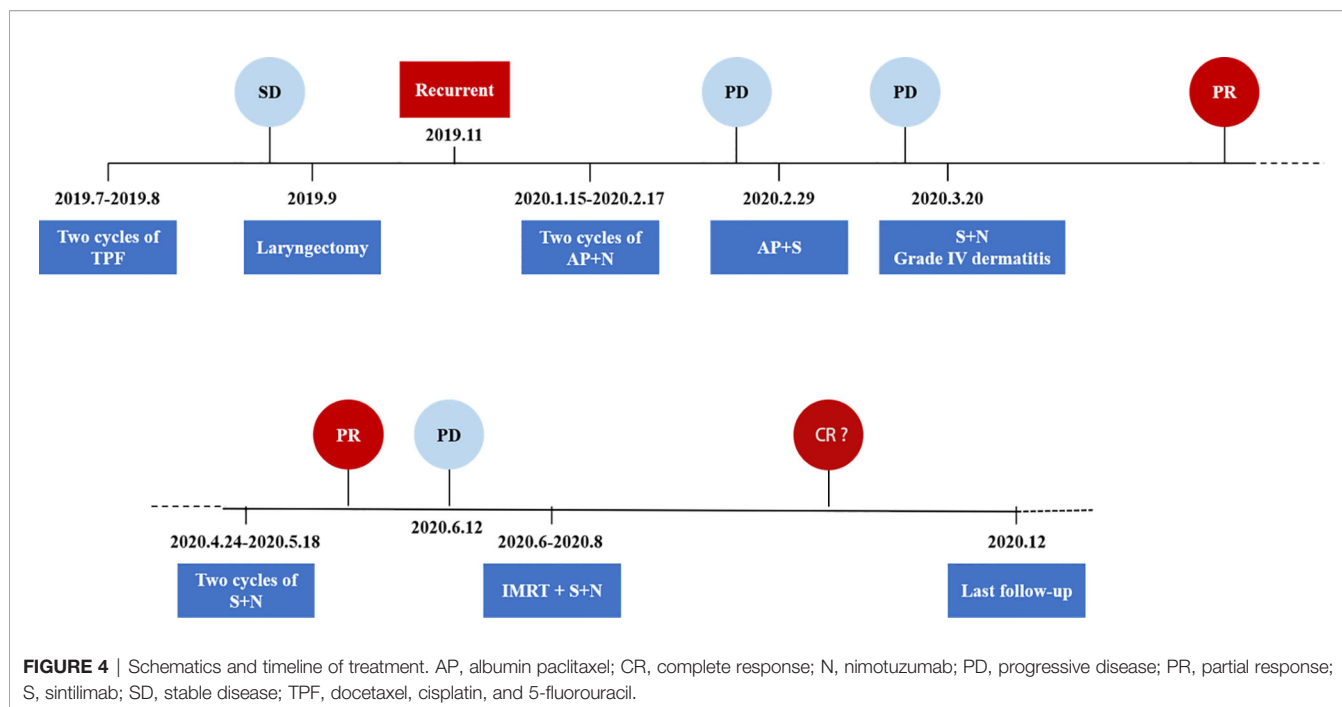 SD
Recurrent
PD
PD
PR
2019.11
2019.7-2019.8
2019.9
2020.1.15-2020.2.17
2020.2.29
2020.3.20
Two cycles of
TPF
Laryngectomy
Two cycles of
AP+N
AP+S
S+N
Grade IV dermatitis
PR
PD
CR ?
2020.4.24-2020.5.18
2020.6.12
2020.6-2020.8
2020.12
Two cycles of
S+N
IMRT + S+N
Last follow-up
FIGURE 4 | Schematics and timeline of treatment. AP, albumin paclitaxel; CR, complete response; N, nimotuzumab; PD, progressive disease; PR, partial response;
S, sintilimab; SD, stable disease; TPF, docetaxel, cisplatin, and 5-fluorouracil.